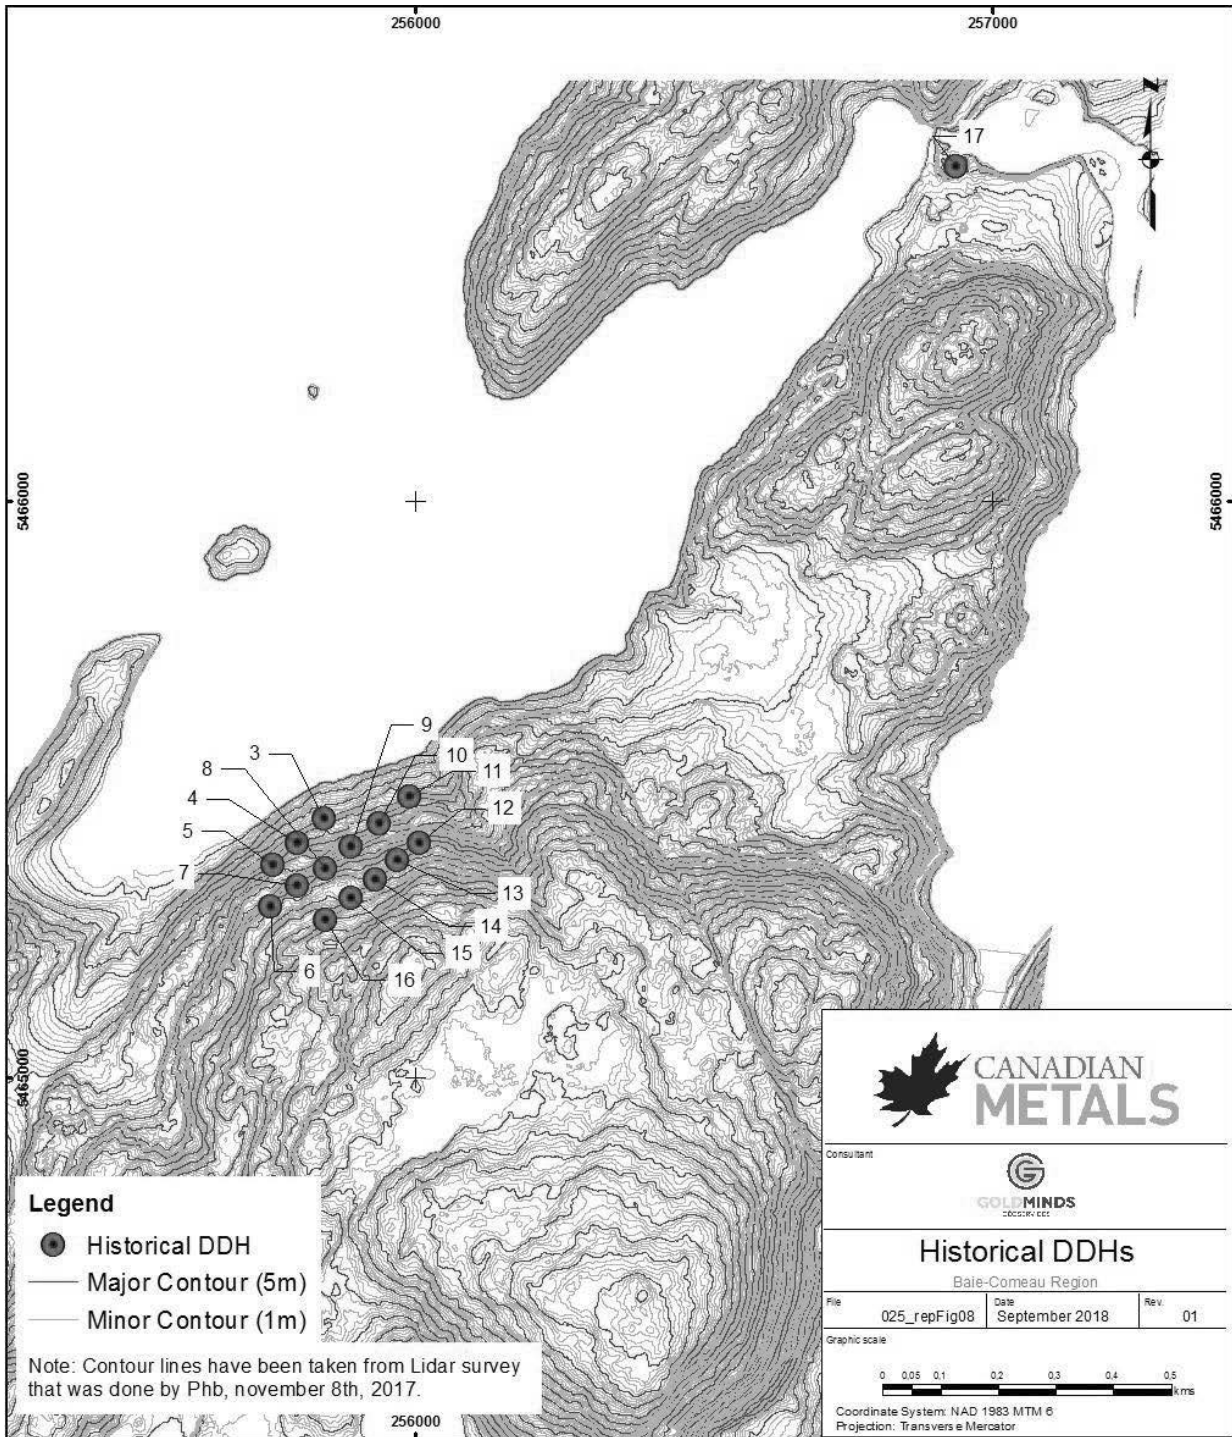 256000
257000
17
5466000
5466000
9
3
10
8
11
4
12
5
7
13
14
15
6
16
5465000
CANADIAN
METALS
Consultant
GOLDMINDS
GEOSERVICES
Legend
Historical DDH
Major Contour (5m)
Minor Contour (1m)
Note: Contour lines have been taken from Lidar survey
that was done by Phb, november 8th, 2017.
Historical DDHs
Baie-Comeau Region
File
025_repFig08
Date
September 2018
Rev.
01
Graphic scale
0 0,05 0,1 0,2 0,3 0,4 0,5
kms
Coordinate System: NAD 1983 MTM 6
Projection: Transverse Mercator
256000